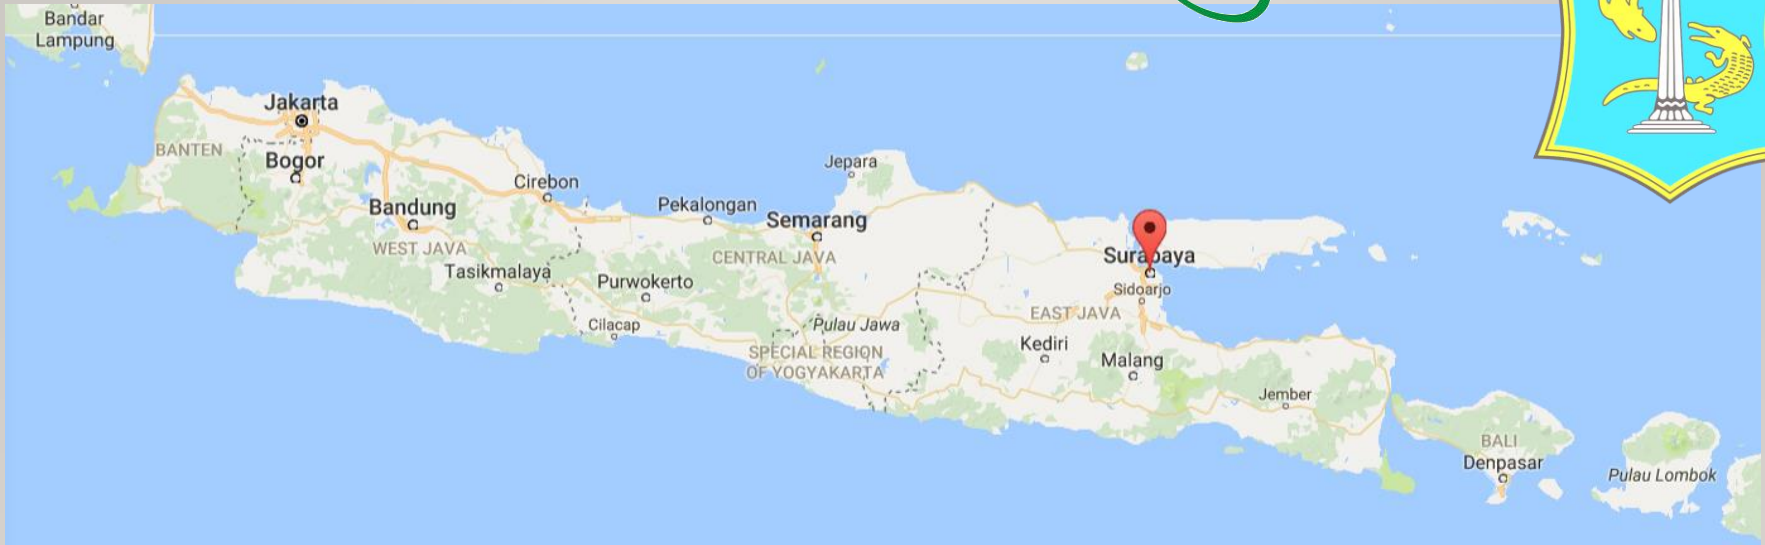 Bandar
Lampung
Jakarta
BANTEN
Bogor
Jepara
Cirebon
Bandung
Pekalongan
Semarang
WEST JAVA
CENTRAL JAVA
Surabaya
Tasikmalaya
Purwokerto
Sidoarjo
EAST JAVA
Cilacap
Pulau Jawa
Kediri
SPECIAL REGION
OF YOGYAKARTA
Malang
Jember
BALI
Denpasar
Pulau Lombok